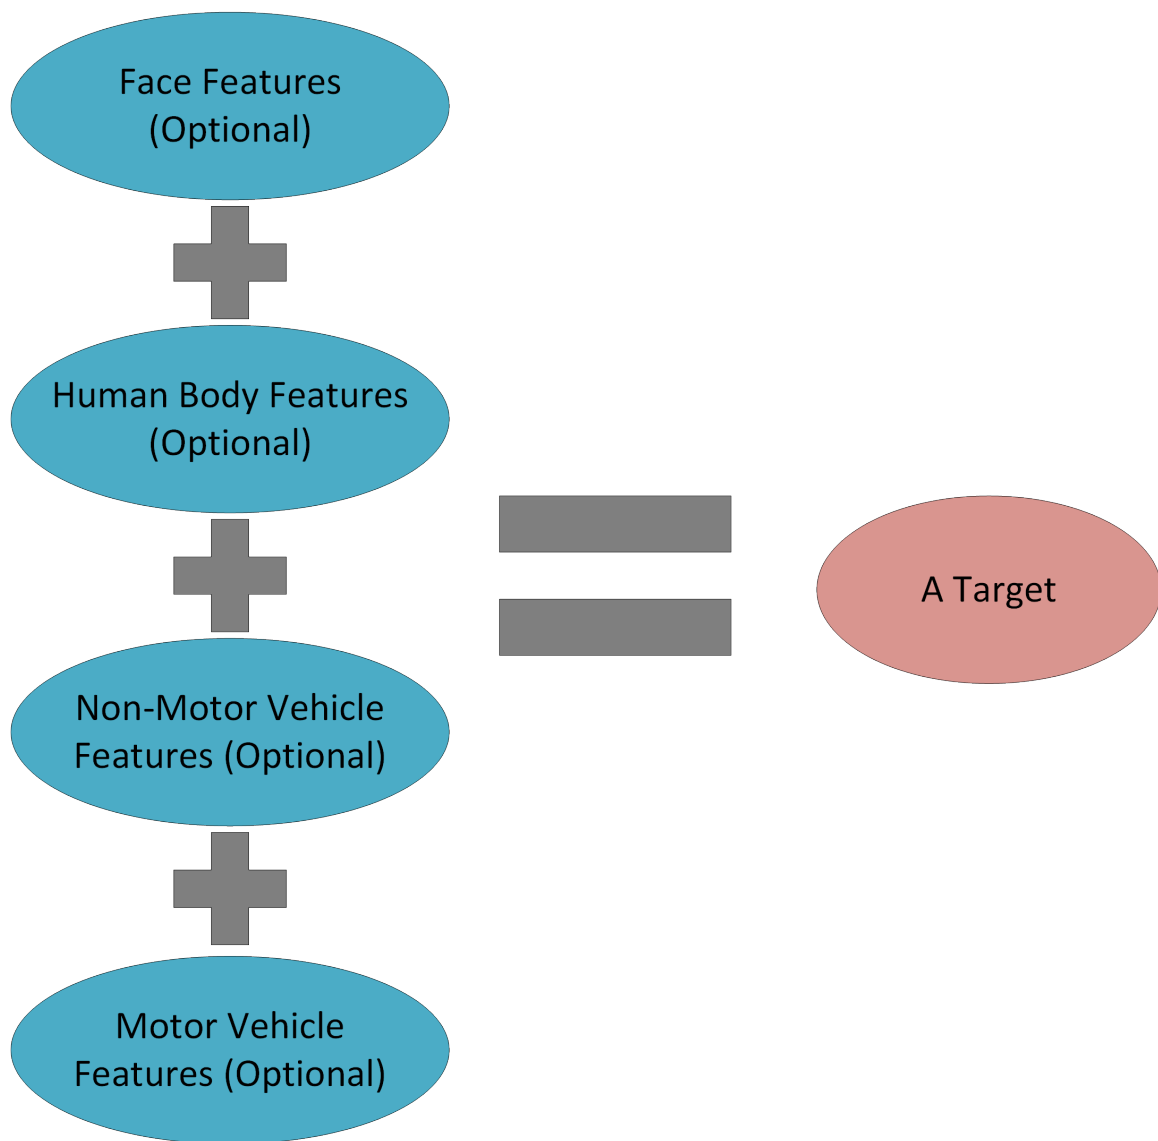 Face Features
(Optional)
Human Body Features
(Optional)
Non-Motor Vehicle
Features (Optional)
Motor Vehicle
Features (Optional)
A Target